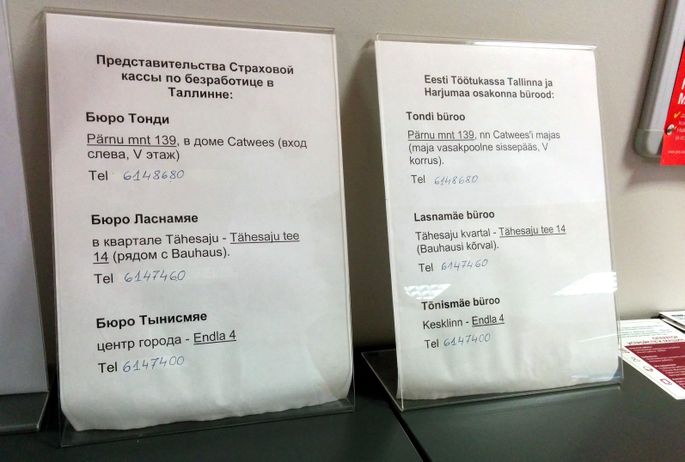 Представительства Страховой
кассы по безработице в
Таллинне:
Бюро Тонди
Pärnu mnt 139, в доме Catwees (вход
слева, V этаж)
Tel 6148680
Бюро Ласнамяе
в квартале Tähesaju - Tähesaju tee
14 (рядом с Bauhaus).
Tel 6147460
Бюро Тынисмяе
центр города - Endla 4
Tel 6147400
Eesti Töötukassa Tallinna ja
Harjumaa osakonna bürood:
Tondi büroo
Pärnu mnt 139, nn Catwees'i majas
(maja vasakpoolne sissepääs, V
korrus).
Tel 6148680
Lasnamäe büroo
Tähesaju kvartal - Tähesaju tee 14
(Bauhausi kõrval).
Tel 6147460
Tõnismäe büroo
Kesklinn - Endla 4
Tel 6147400